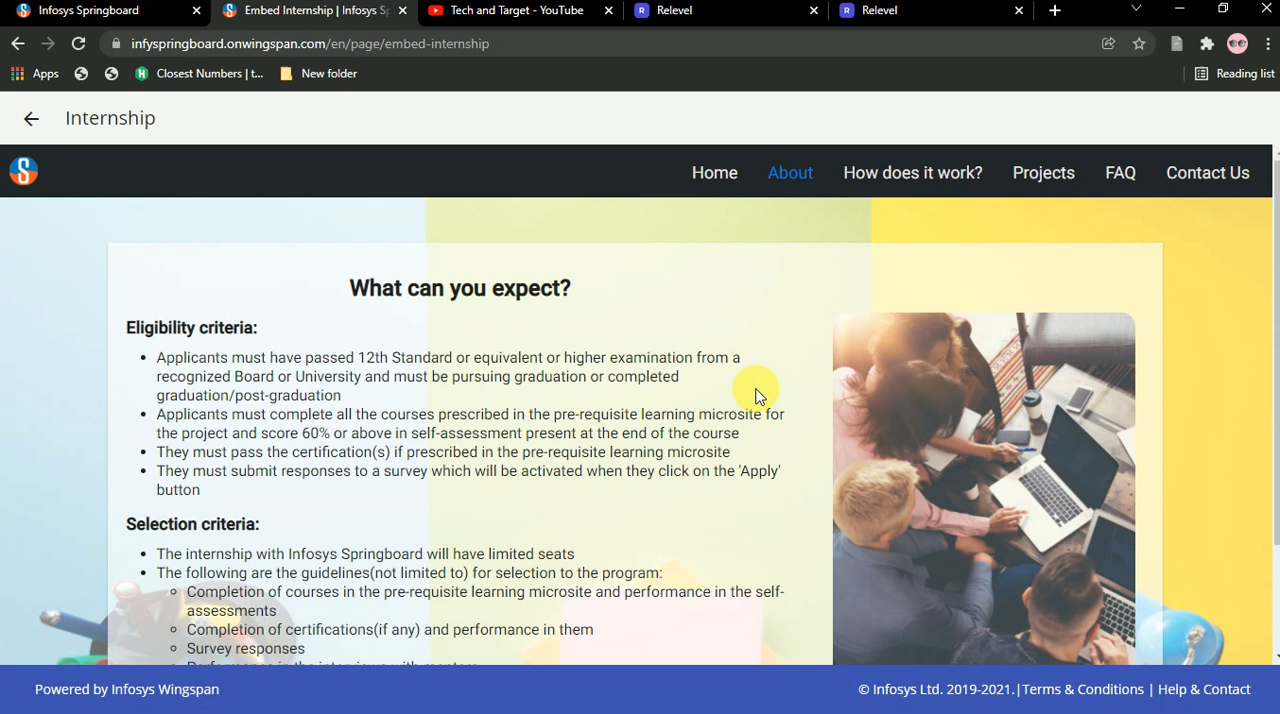 Infosys Springboard
Embed Internship | Infosys Sp
Tech and Target - YouTube
Relevel
Relevel
infyspringboard.onwingspan.com/en/page/embed-internship
Apps
Closest Numbers | t...
New folder
Reading list
Internship
Home
About
How does it work?
Projects
FAQ
Contact Us
What can you expect?
Eligibility criteria:
• Applicants must have passed 12th Standard or equivalent or higher examination from a
recognized Board or University and must be pursuing graduation or completed
graduation/post-graduation
• Applicants must complete all the courses prescribed in the pre-requisite learning microsite for
the project and score 60% or above in self-assessment present at the end of the course
• They must pass the certification(s) if prescribed in the pre-requisite learning microsite
• They must submit responses to a survey which will be activated when they click on the 'Apply'
button
Selection criteria:
• The internship with Infosys Springboard will have limited seats
• The following are the guidelines(not limited to) for selection to the program:
Completion of courses in the pre-requisite learning microsite and performance in the self-
assessments
Completion of certifications(if any) and performance in them
Survey responses
Powered by Infosys Wingspan
© Infosys Ltd. 2019-2021.|Terms & Conditions | Help & Contact